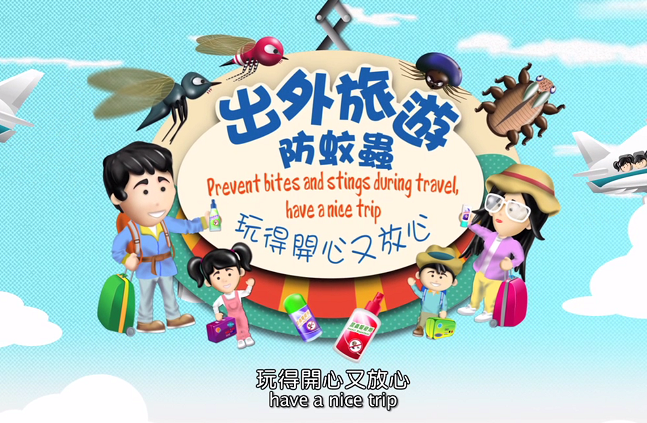 出外旅遊
防蚊蟲
Prevent bites and stings during travel,
have a nice trip
玩得開心又放心
玩得開心又放心
have a nice trip